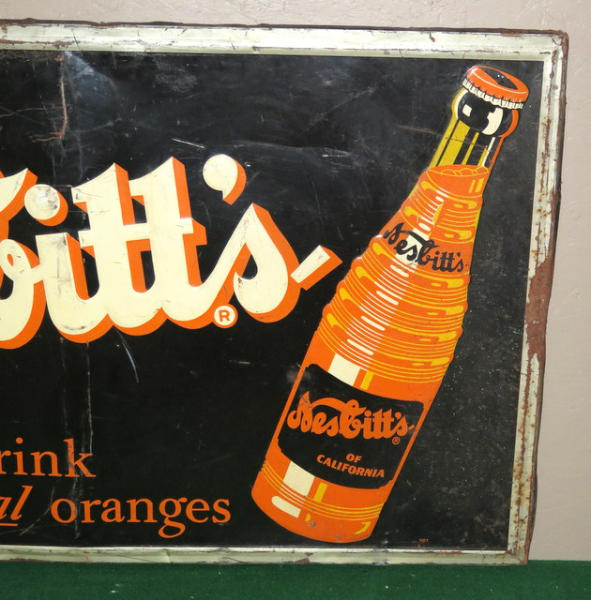 bitt's
®
rink
al oranges
Nesbitt's
Nesbitt's
®
OF
CALIFORNIA